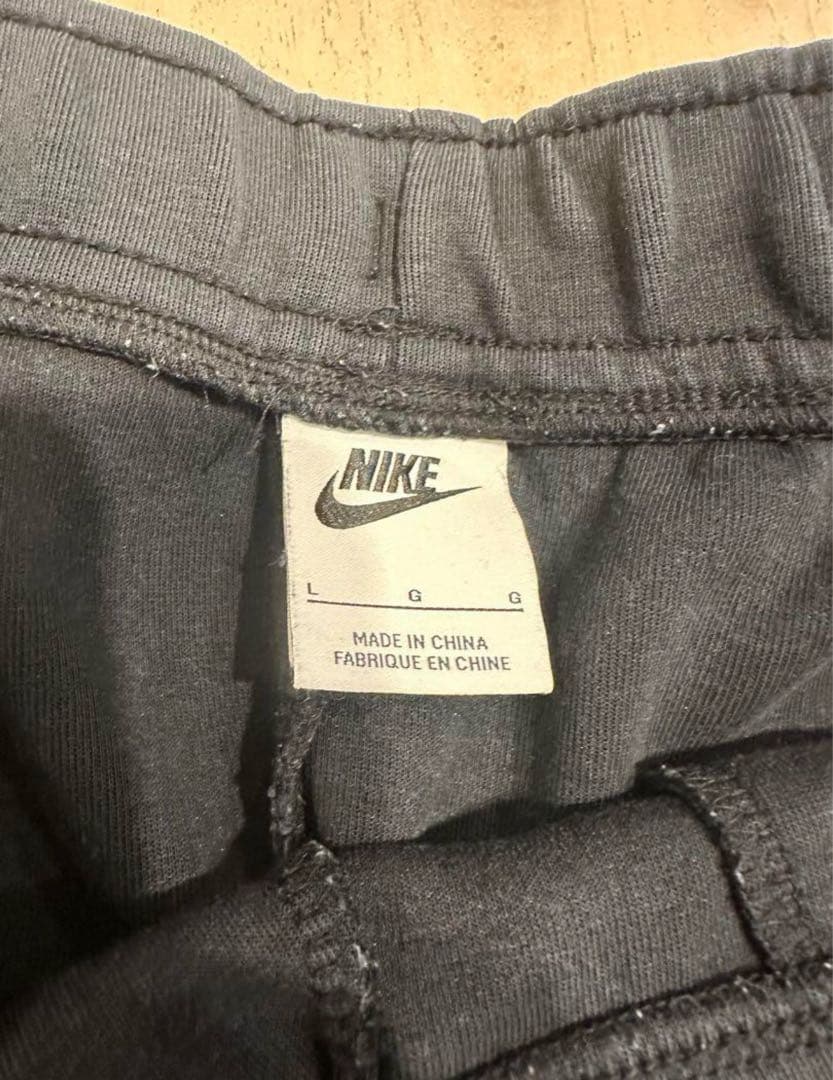 NIKE
L G G
MADE IN CHINA
FABRIQUE EN CHINE